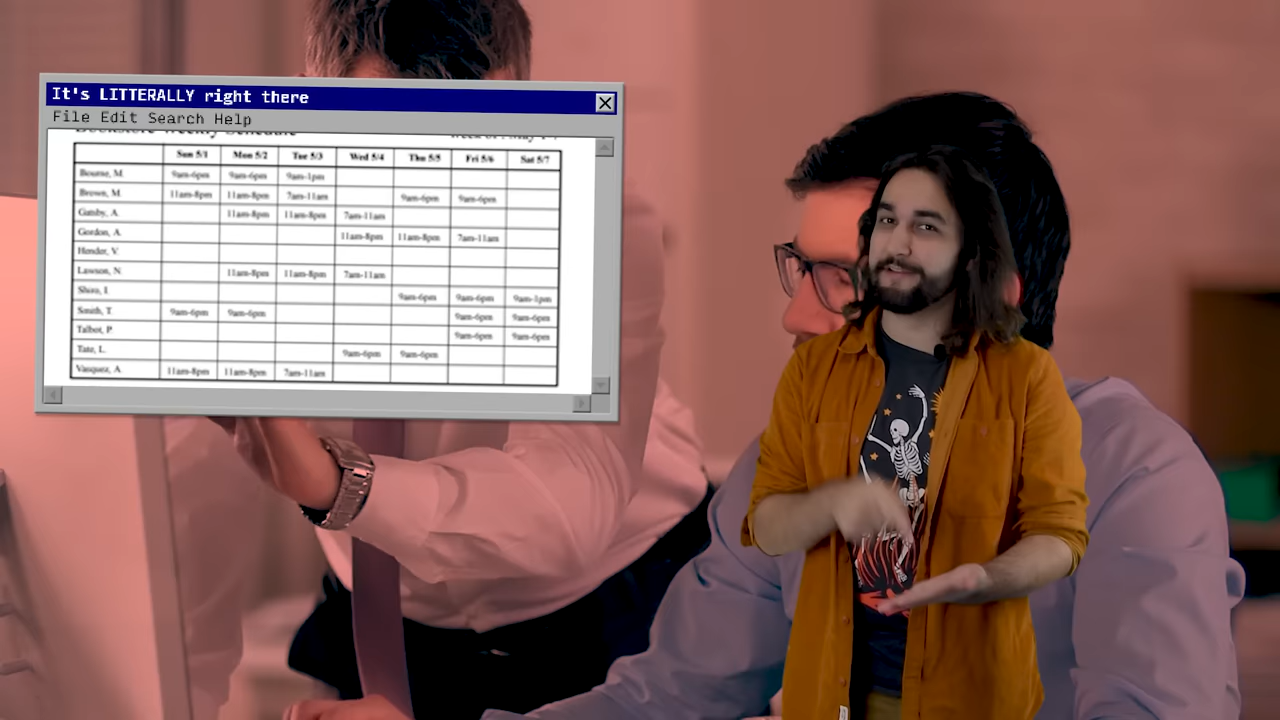 It's LITTERALLY right there
File Edit Search Help
Bookstore Weekly Schedule
Sun 5/1 Mon 5/2 Tue 5/3 Wed 5/4 Thu 5/5 Fri 5/6 Sat 5/7
Bourne, M. 9am-6pm 9am-6pm 9am-1pm
Brown, M. 11am-8pm 11am-8pm 7am-11am 9am-6pm 9am-6pm
Gatsby, A. 11am-8pm 11am-8pm 7am-11am
Gordon, A. 11am-8pm 11am-8pm 7am-11am
Hender, V.
Lawson, N. 11am-8pm 11am-8pm 7am-11am
Shira, I. 9am-6pm 9am-6pm 9am-1pm
Smith, T. 9am-6pm 9am-6pm 9am-6pm 9am-6pm
Talbot, P. 9am-6pm 9am-6pm
Tate, L. 9am-6pm 9am-6pm
Vasquez, A. 11am-8pm 11am-8pm 7am-11am